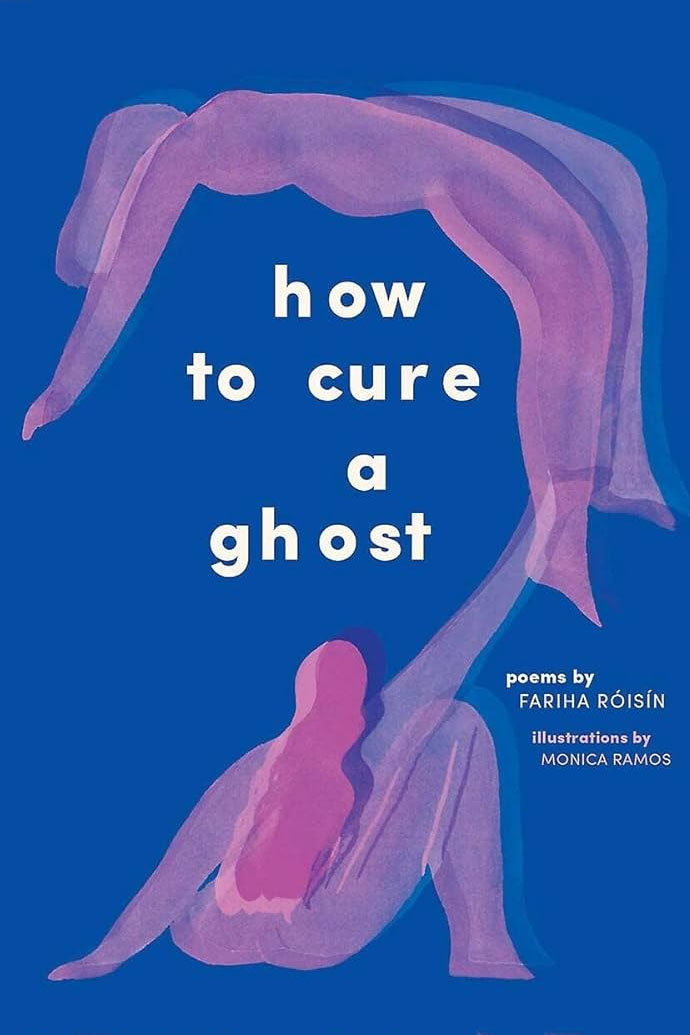 how
to cure
a
ghost
poems by
FARIHA RÓISÍN
illustrations by
MONICA RAMOS